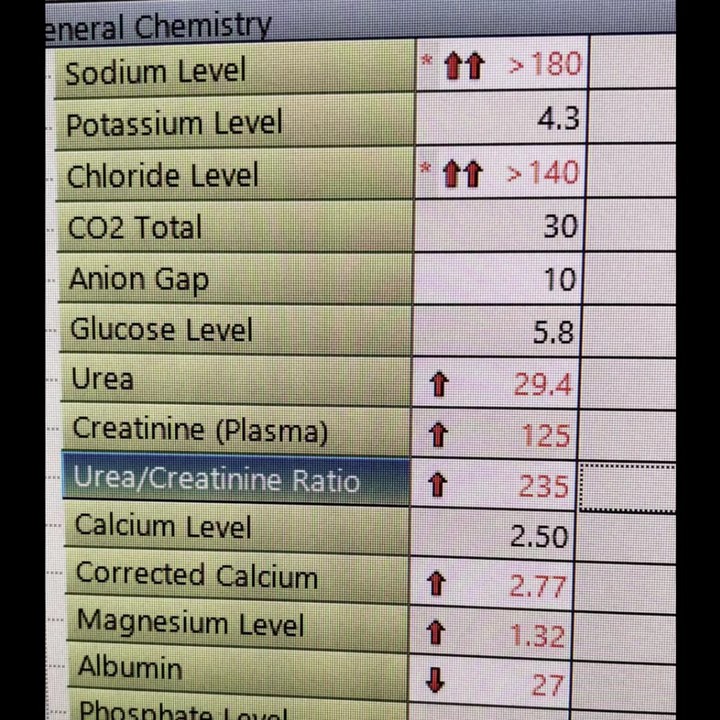 eneral Chemistry
Sodium Level * >180
Potassium Level 4.3
Chloride Level * >140
CO2 Total 30
Anion Gap 10
Glucose Level 5.8
Urea 29.4
Creatinine (Plasma) 125
Urea/Creatinine Ratio 235
Calcium Level 2.50
Corrected Calcium 2.77
Magnesium Level 1.32
Albumin 27
Phosphate Level